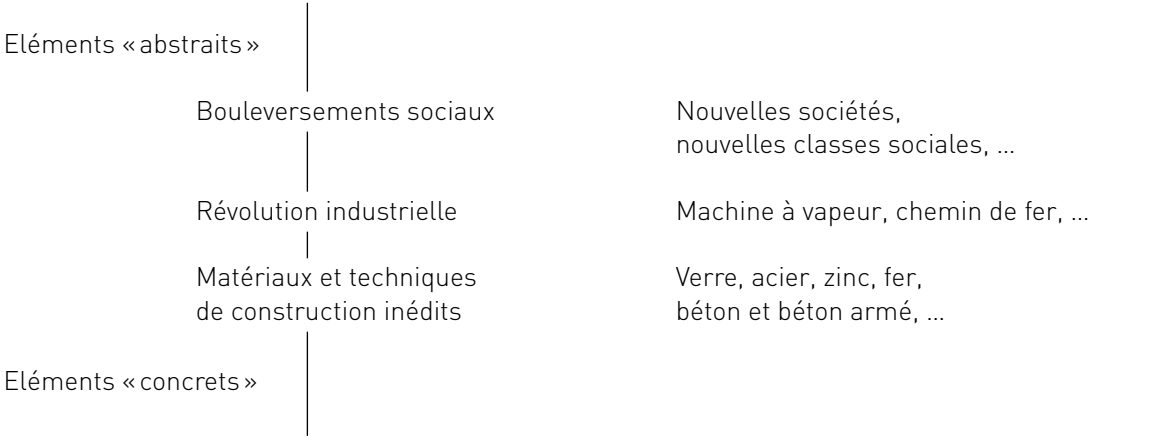 Eléments « abstraits »
Bouleversements sociaux
Nouvelles sociétés,
nouvelles classes sociales, ...
Révolution industrielle
Machine à vapeur, chemin de fer, ...
Matériaux et techniques
de construction inédits
Verre, acier, zinc, fer,
béton et béton armé, ...
Eléments « concrets »